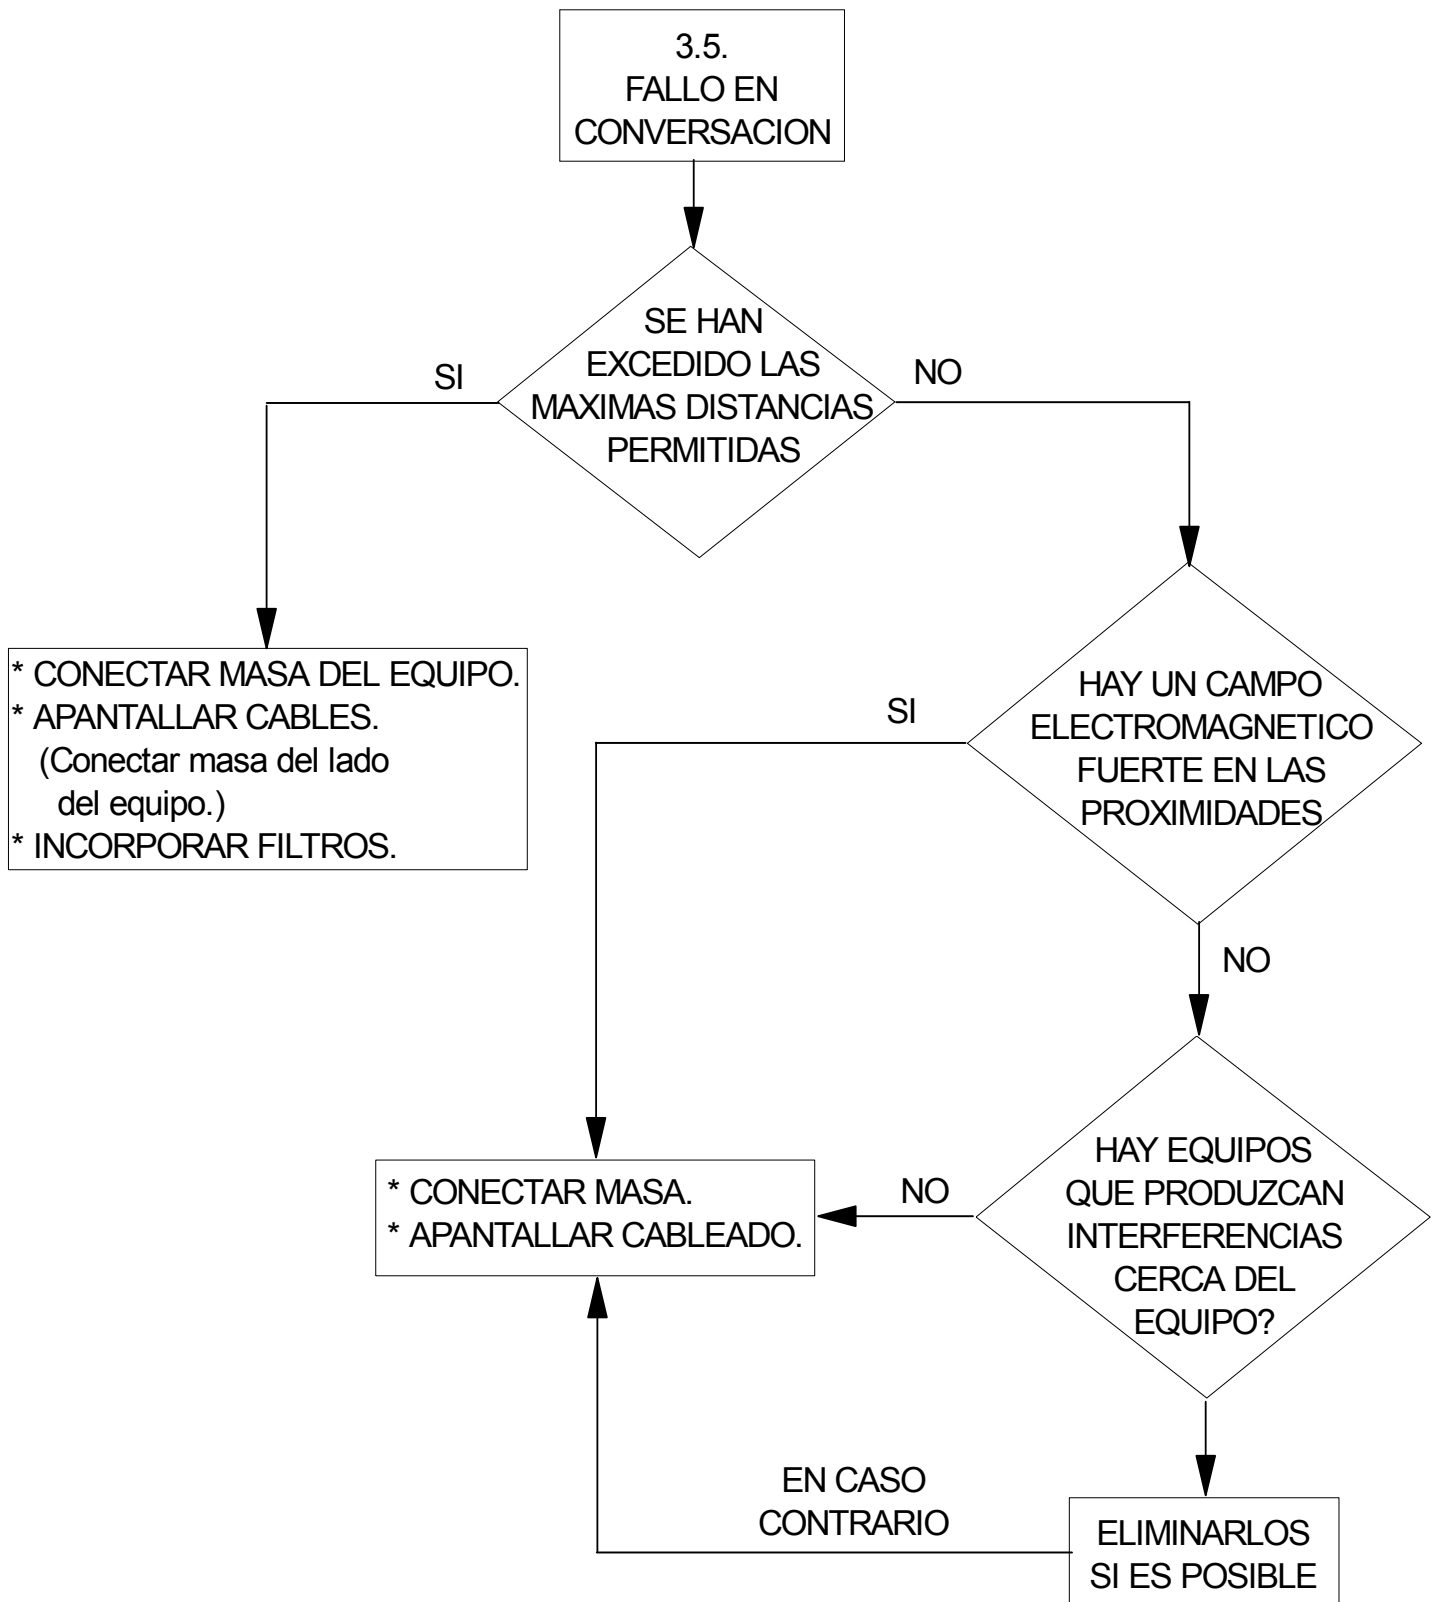 3.5.
FALLO EN
CONVERSACION
SE HAN
EXCEDIDO LAS
MAXIMAS DISTANCIAS
PERMITIDAS
SI
NO
* CONECTAR MASA DEL EQUIPO.
* APANTALLAR CABLES.
(Conectar masa del lado
del equipo.)
* INCORPORAR FILTROS.
HAY UN CAMPO
ELECTROMAGNETICO
FUERTE EN LAS
PROXIMIDADES
SI
NO
HAY EQUIPOS
QUE PRODUZCAN
INTERFERENCIAS
CERCA DEL
EQUIPO?
NO
* CONECTAR MASA.
* APANTALLAR CABLEADO.
EN CASO
CONTRARIO
ELIMINARLOS
SI ES POSIBLE